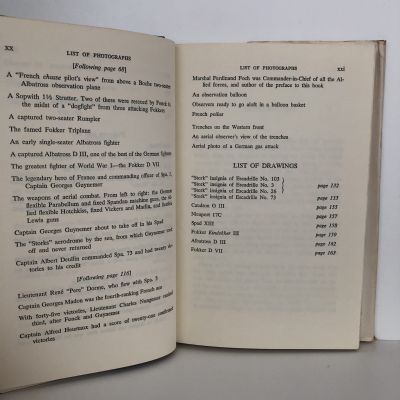 xx
LIST OF PHOTOGRAPHS
[Following page 68]
A "French chasse pilot's view" from above a Boche two-seat
Albatross observation plane
A Sopwith 1½ Strutter. Two of these were rescued by Fonck in
the midst of a "dogfight" from three attacking Fokkers
A captured two-seater Rumpler
The famed Fokker Triplane
An early single-seater Albatross fighter
A captured Albatross D III, one of the best of the German fighters
The greatest fighter of World War I—the Fokker D VII
The legendary hero of France and commanding officer of Spa. 3,
Captain Georges Guynemer
The weapons of aerial combat. From left to right: the
flexible Parabellum and fixed Spandau machine guns, the
flexible Hotchkiss, fixed Vickers and Madia, and
Lewis guns
Captain Georges Guynemer about to take off in his Spad
The "Storks" aerodrome by the sea, from which Guynemer took
off and never returned
Captain Albert Deullin commanded Spa. 73 and had twenty
victories to his credit
[Following page 116]
Lieutenant René "Pere" Dorme, who flew with Spa. 3
Captain Georges Madon was the fourth-ranking French ace
With forty-five victories, Lieutenant Charles Nungesser ranked
third, after Fonck and Guynemer
Captain Alfred Heurteaux had a score of twenty-one confirmed
victories
LIST OF PHOTOGRAPHS
xxi
Marshal Ferdinand Foch was Commander-in-Chief of all the Al-
lied forces, and author of the preface to this book
An observation balloon
Observers ready to go aloft in a balloon basket
French poilus
Trenches on the Western front
An aerial observer's view of the trenches
Aerial photo of a German gas attack
LIST OF DRAWINGS
"Stork" insignia of Escadrille No. 103
"Stork" insignia of Escadrille No. 3
"Stork" insignia of Escadrille No. 26
"Stork" insignia of Escadrille No. 73
page 132
Caudron G III page 155
Nieuport 17C page 157
Spad XIII page 158
Fokker Eindekker III page 159
Albatross D III page 159
Fokker D VII page 163